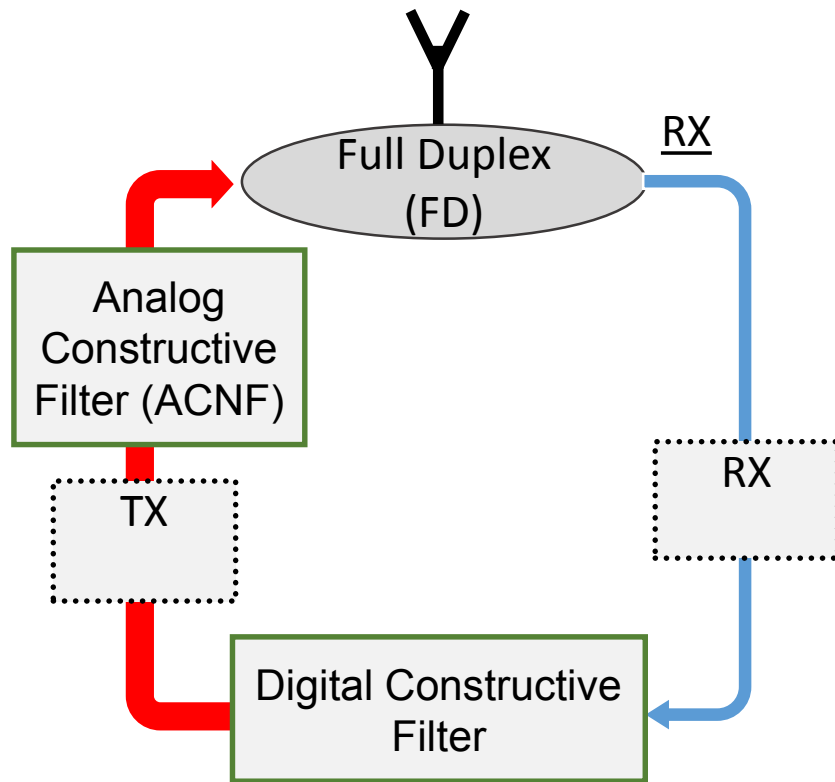 Full Duplex
(FD)
RX
Analog
Constructive
Filter (ACNF)
RX
TX
Digital Constructive
Filter